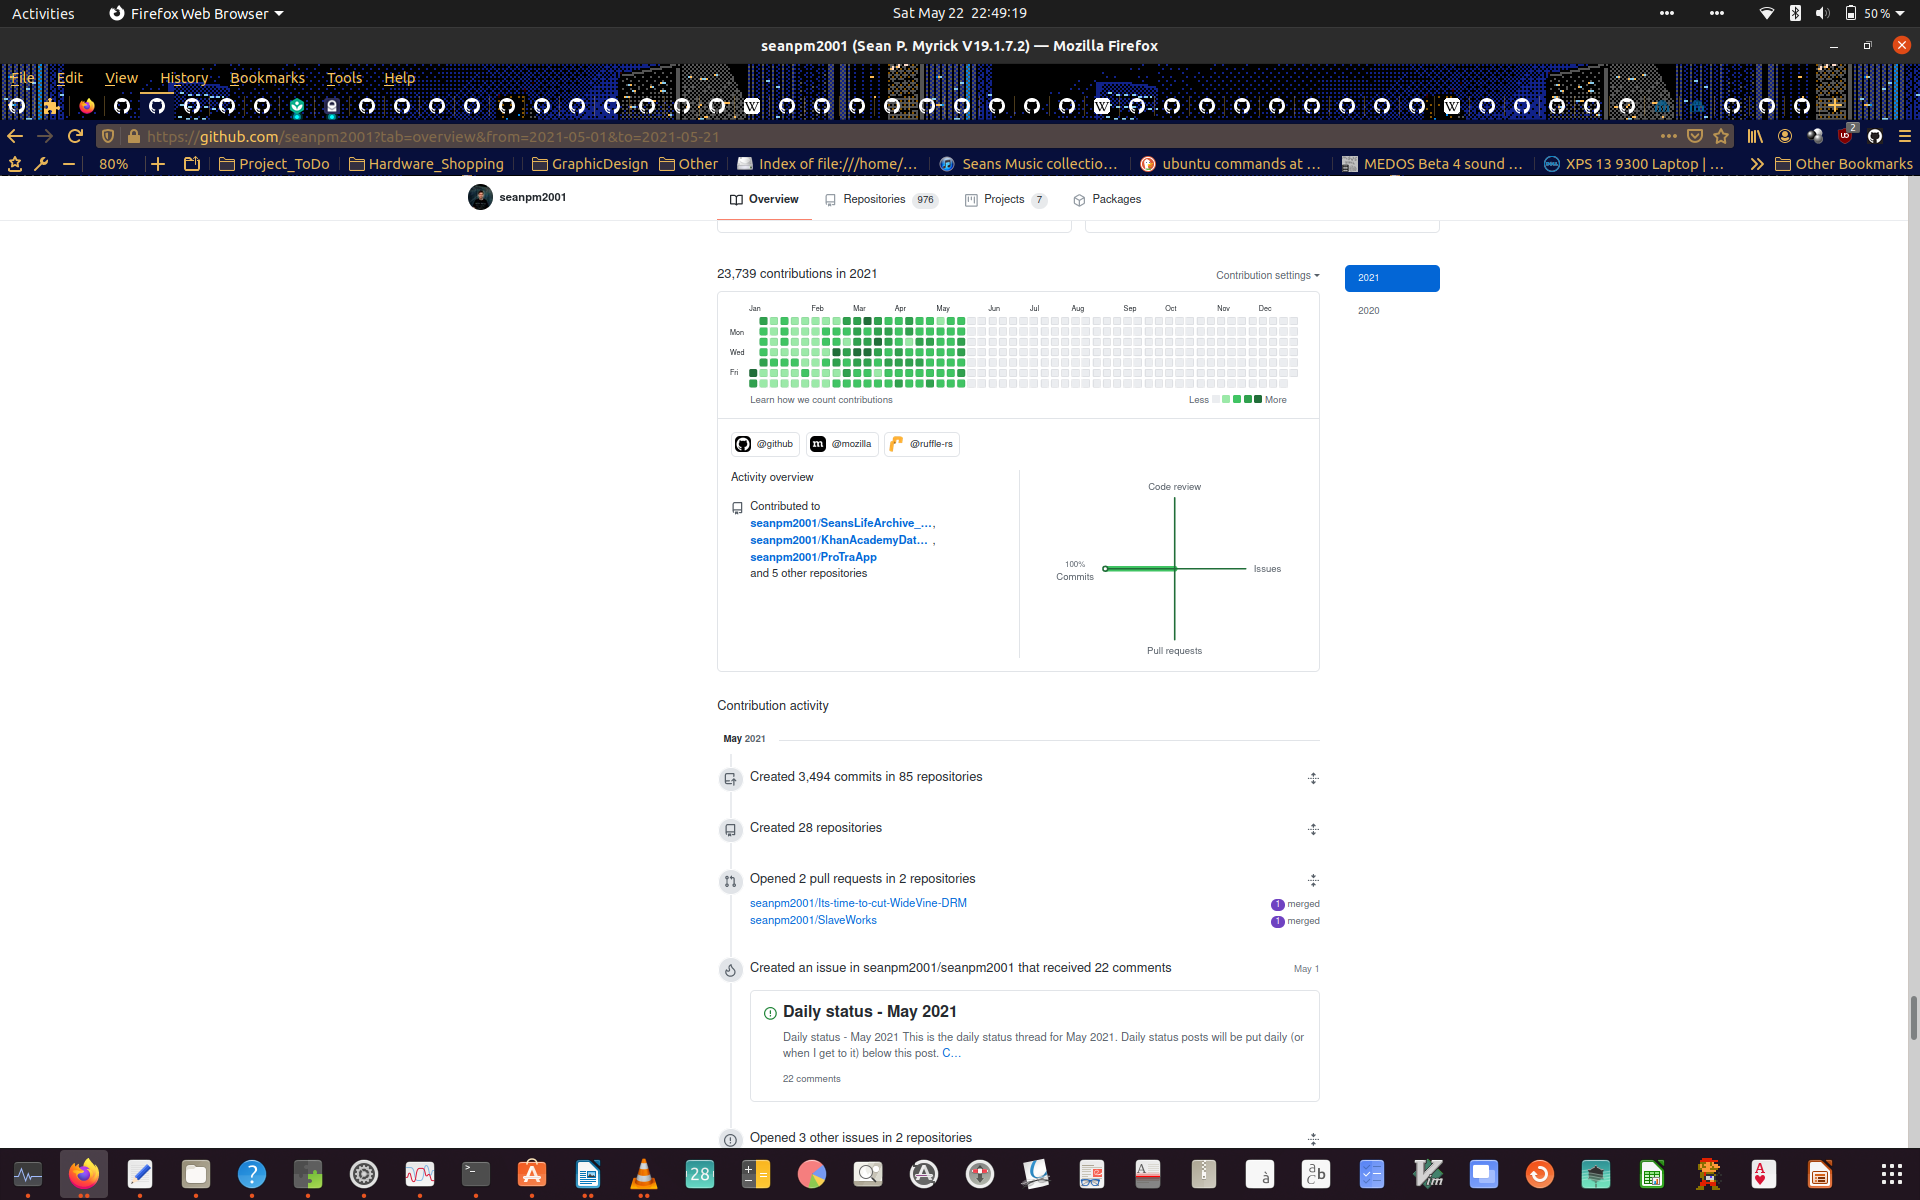 Activities
Firefox Web Browser
Sat May 22 22:49:19
50 %
seanpm2001 (Sean P. Myrick V19.1.7.2) — Mozilla Firefox
File Edit View History Bookmarks Tools Help
https://github.com/seanpm2001?tab=overview&from=2021-05-01&to=2021-05-21
2
80%
Project_ToDo
Hardware_Shopping
GraphicDesign
Other
Index of file:///home/…
Seans Music collectio…
ubuntu commands at …
MEDOS Beta 4 sound …
XPS 13 9300 Laptop | …
Other Bookmarks
seanpm2001
Overview
Repositories 976
Projects 7
Packages
23,739 contributions in 2021
Contribution settings
2021
2020
Jan Feb Mar Apr May Jun Jul Aug Sep Oct Nov Dec
Mon
Wed
Fri
Learn how we count contributions
Less More
@github
@mozilla
@ruffle-rs
Activity overview
Contributed to
seanpm2001/SeansLifeArchive_…,
seanpm2001/KhanAcademyDat… ,
seanpm2001/ProTraApp
and 5 other repositories
Code review
100%
Commits
Issues
Pull requests
Contribution activity
May 2021
Created 3,494 commits in 85 repositories
Created 28 repositories
Opened 2 pull requests in 2 repositories
seanpm2001/Its-time-to-cut-WideVine-DRM
1 merged
seanpm2001/SlaveWorks
1 merged
Created an issue in seanpm2001/seanpm2001 that received 22 comments
May 1
Daily status - May 2021
Daily status - May 2021 This is the daily status thread for May 2021. Daily status posts will be put daily (or
when I get to it) below this post. C…
22 comments
Opened 3 other issues in 2 repositories
28